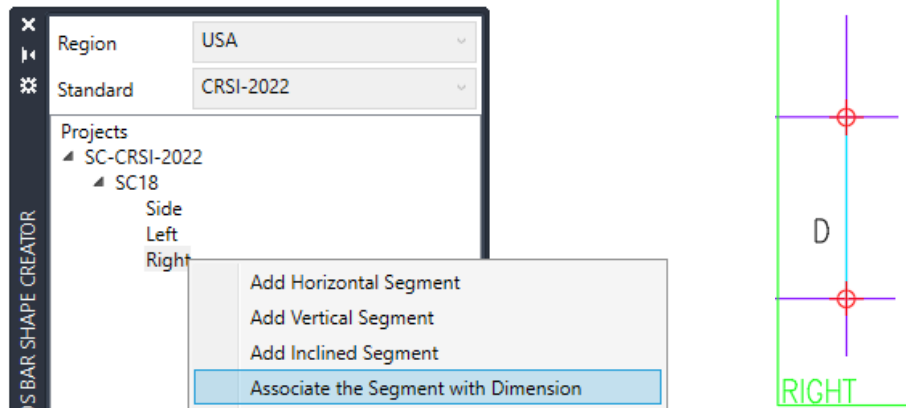 Region
USA
Standard
CRSI-2022
Projects
SC-CRSI-2022
SC18
Side
Left
Right
Add Horizontal Segment
Add Vertical Segment
Add Inclined Segment
Associate the Segment with Dimension
BAR SHAPE CREATOR
D
RIGHT